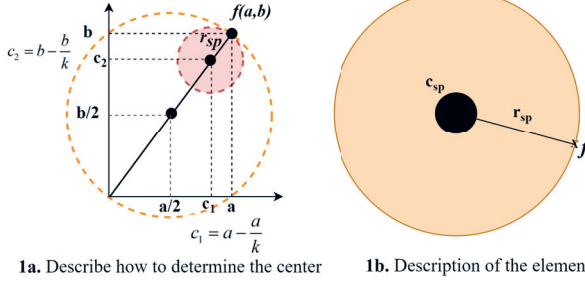 f(a,b)
b
c₂ = b − b/k
r_sp
c₂
b/2
a/2
c₁
a
c₁ = a − a/k
1a. Describe how to determine the center
c_sp
r_sp
f
1b. Description of the elemen